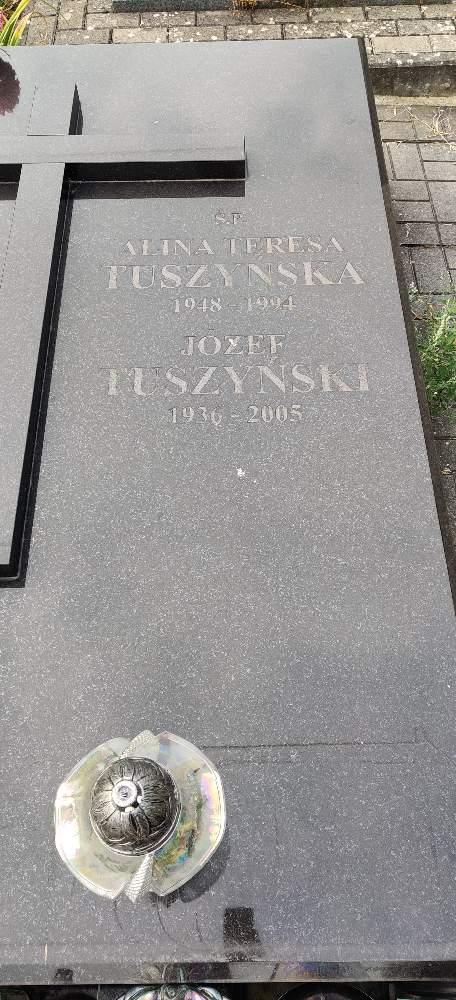 Ś.P.
ALINA TERESA
TUSZYŃSKA
1948 - 1994
JÓZEF
TUSZYŃSKI
1936 - 2005